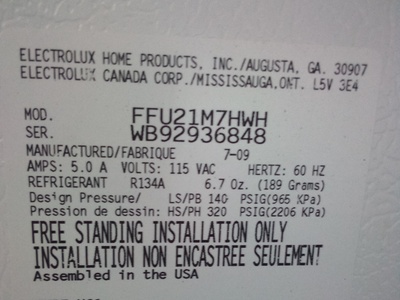 ELECTROLUX HOME PRODUCTS, INC./AUGUSTA, GA. 30907
ELECTROLUX CANADA CORP./MISSISSAUGA,ONT. L5V 3E4
MOD. FFU21M7HWH
SER. WB92936848
MANUFACTURED/FABRIQUE 7-09
AMPS: 5.0 A VOLTS: 115 VAC HERTZ: 60 HZ
REFRIGERANT R134A 6.7 Oz. (189 Grams)
Design Pressure/ LS/PB 140 PSIG(965 KPa)
Pression de dessin: HS/PH 320 PSIG(2206 KPa)
FREE STANDING INSTALLATION ONLY
INSTALLATION NON ENCASTREE SEULEMENT
Assembled in the USA